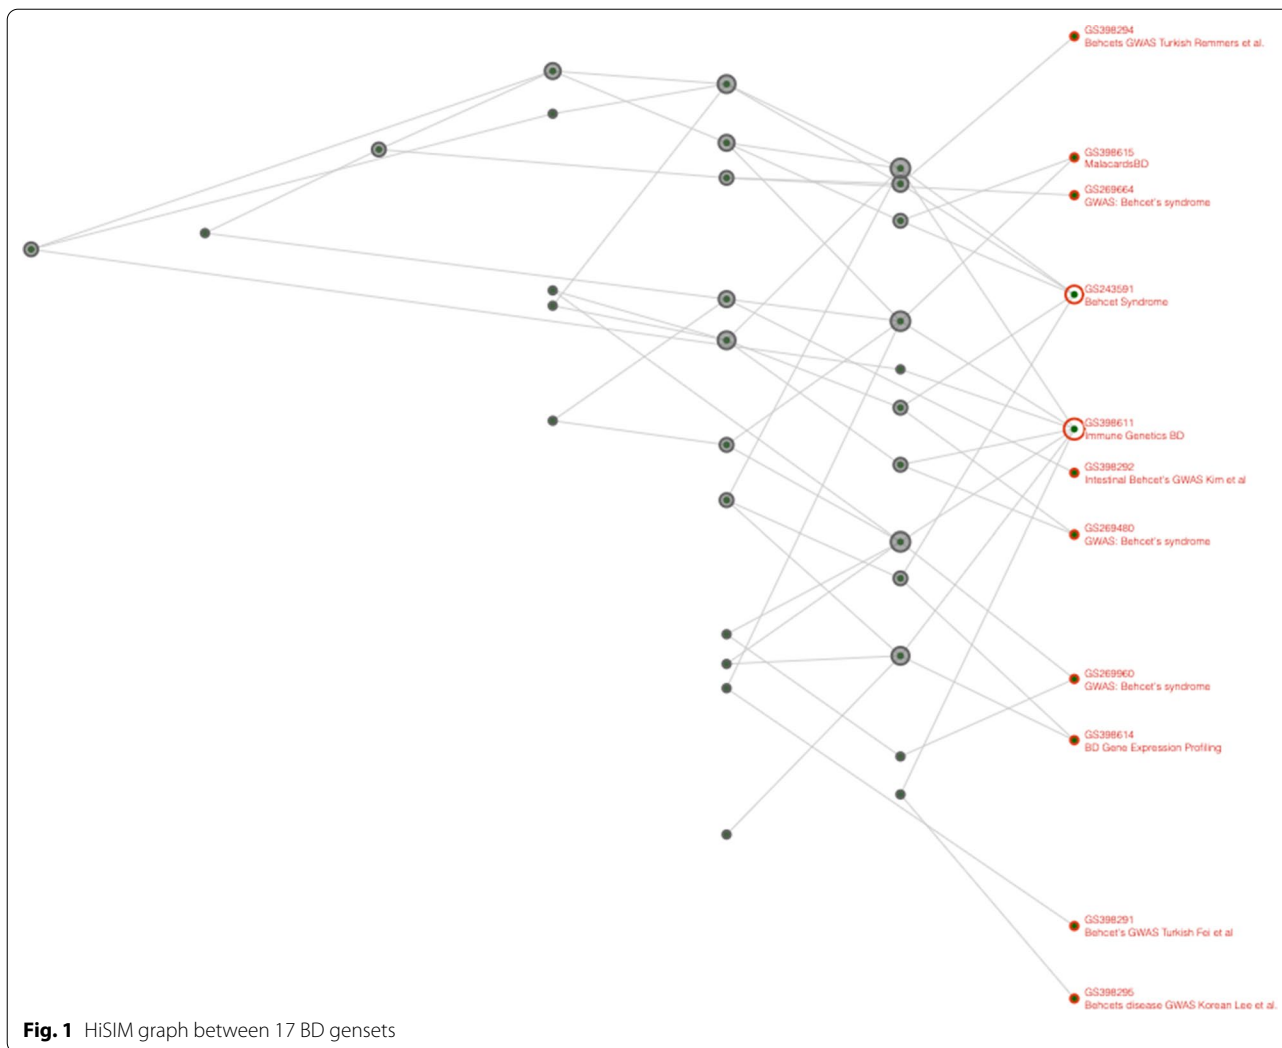 GS398294
Behcets GWAS Turkish Remmers et al.
GS398615
MalacardsBD
GS269664
GWAS: Behcet's syndrome
GS243591
Behcet Syndrome
GS398611
Immune Genetics BD
GS398292
Intestinal Behcet's GWAS Kim et al
GS269480
GWAS: Behcet's syndrome
GS269960
GWAS: Behcet's syndrome
GS398614
BD Gene Expression Profiling
GS398291
Behcet's GWAS Turkish Fei et al
GS398295
Behcets disease GWAS Korean Lee et al.
Fig. 1 HiSIM graph between 17 BD gensets